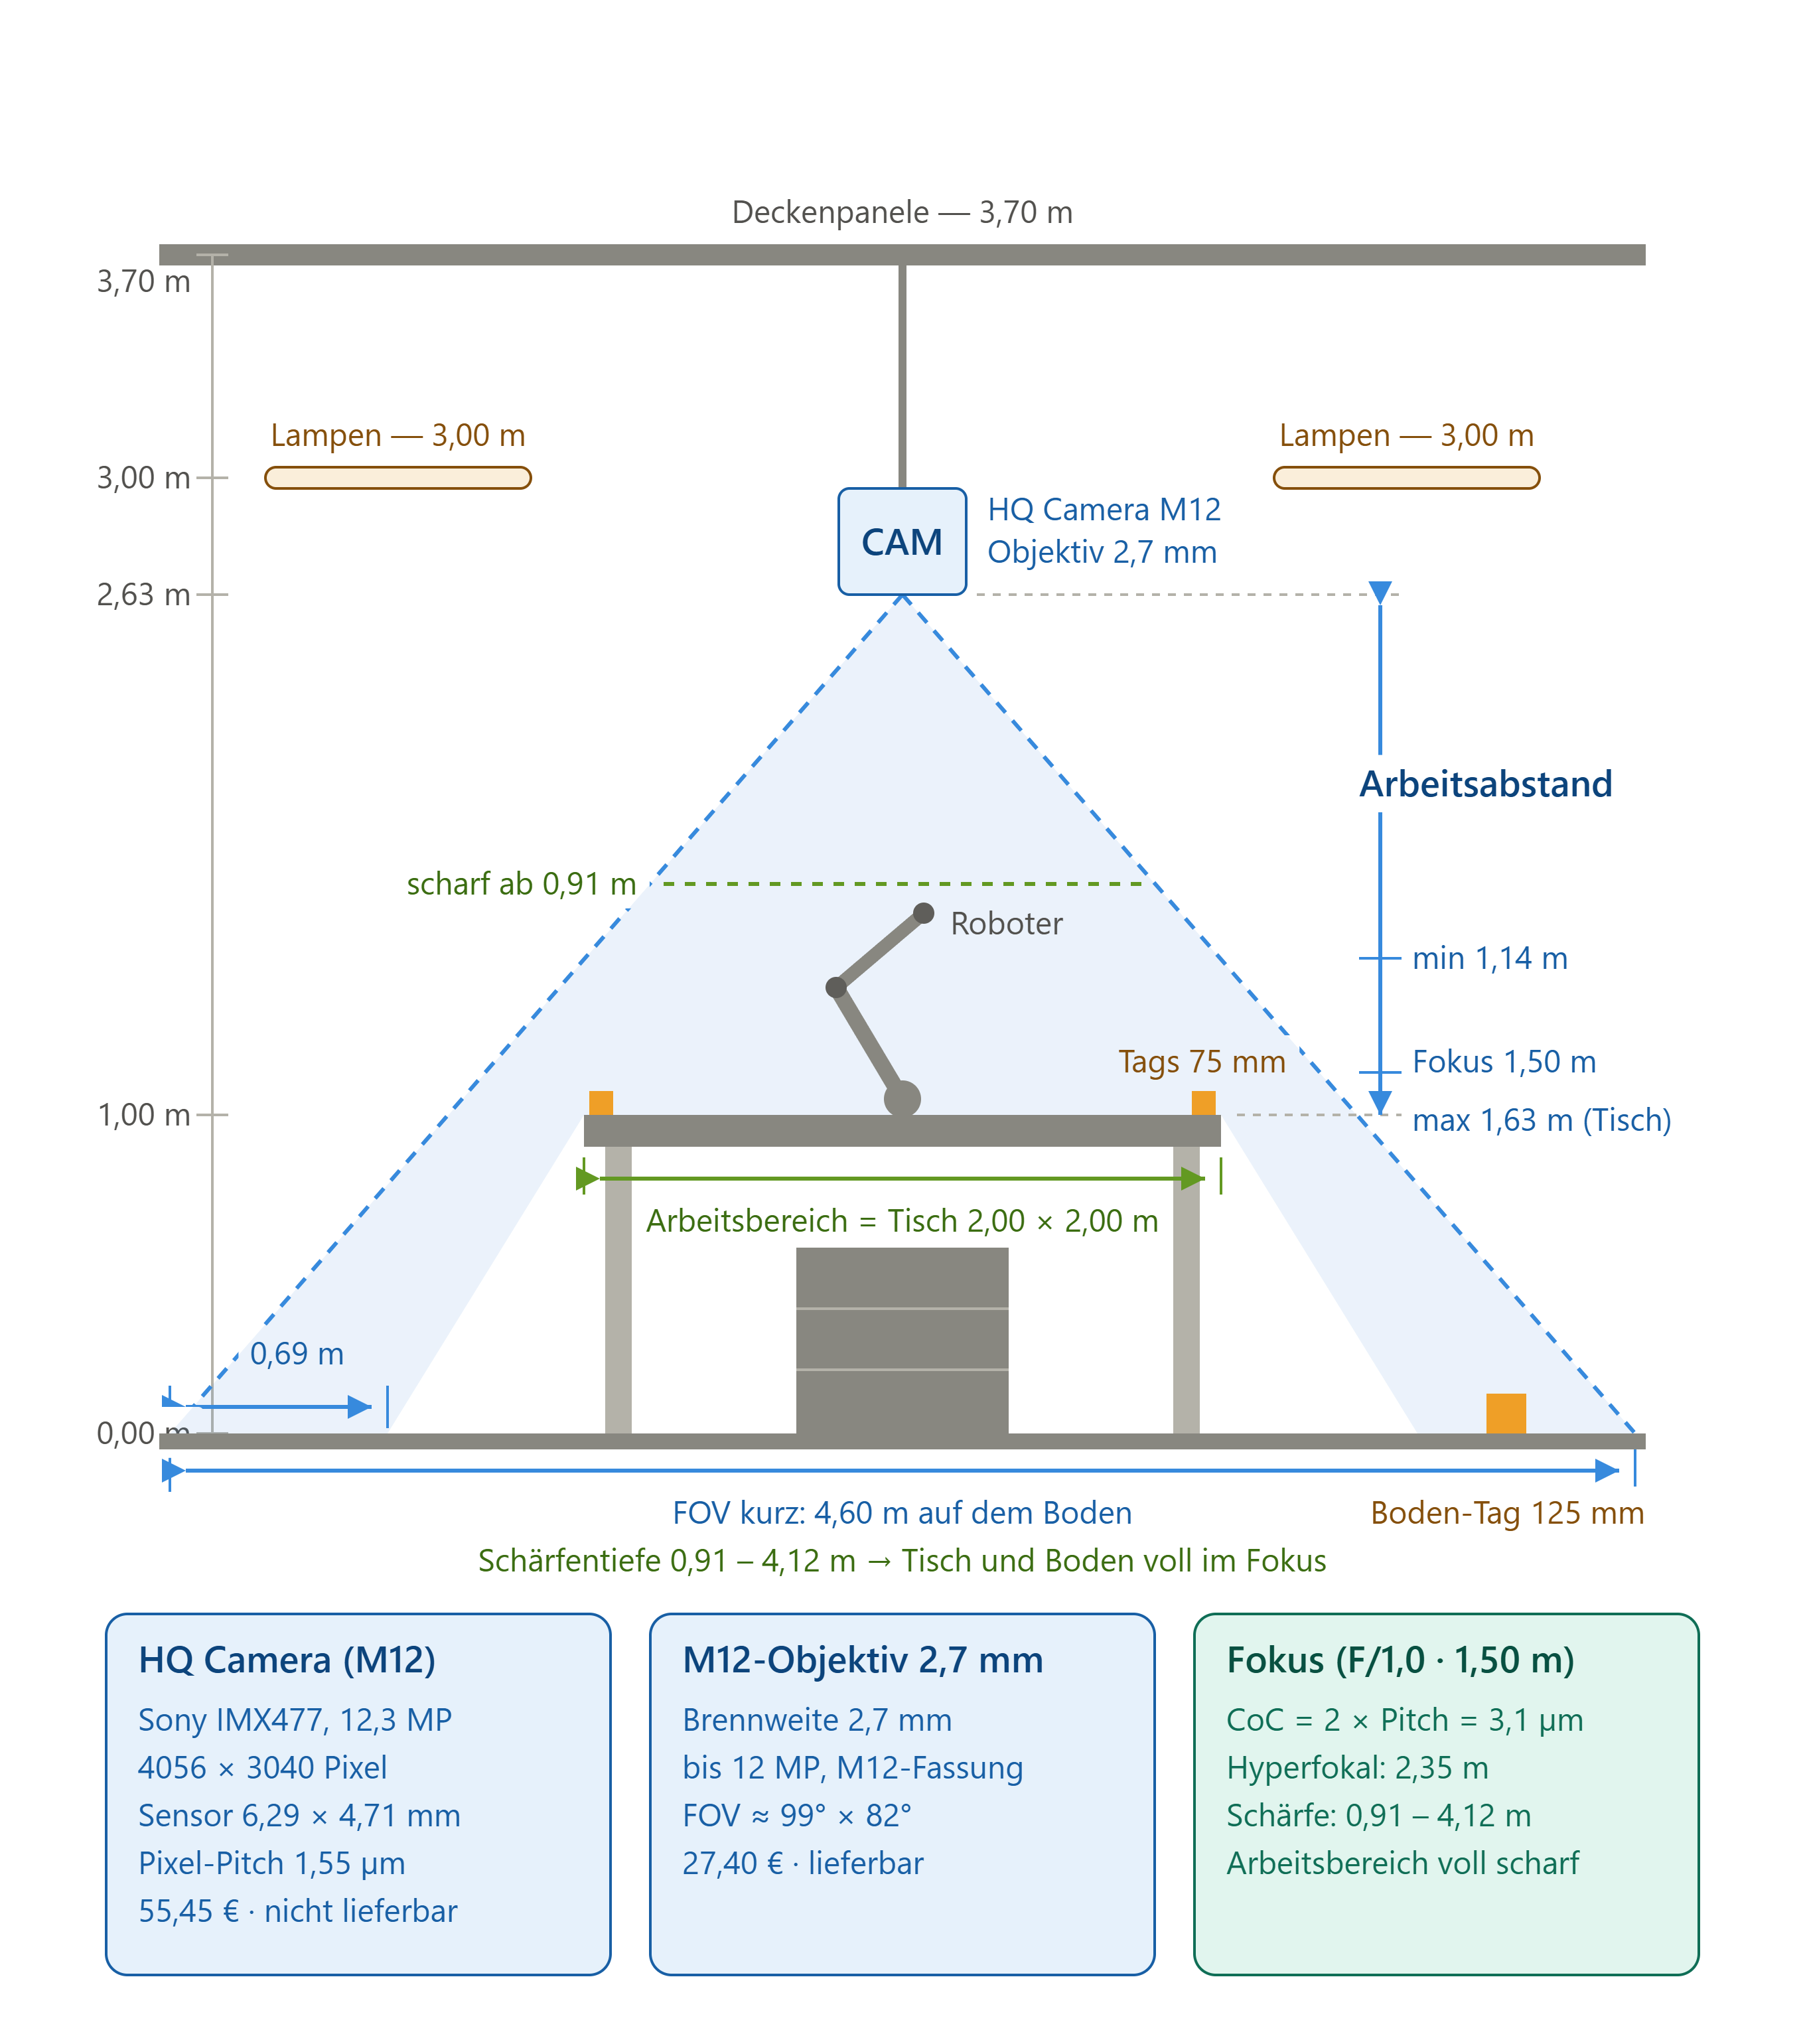 Deckenpanele — 3,70 m
3,70 m
Lampen — 3,00 m
Lampen — 3,00 m
3,00 m
HQ Camera M12
CAM
Objektiv 2,7 mm
2,63 m
Arbeitsabstand
scharf ab 0,91 m
Roboter
min 1,14 m
Tags 75 mm
Fokus 1,50 m
1,00 m
max 1,63 m (Tisch)
Arbeitsbereich = Tisch 2,00 × 2,00 m
0,69 m
0,00 m
FOV kurz: 4,60 m auf dem Boden
Boden-Tag 125 mm
Schärfentiefe 0,91 – 4,12 m → Tisch und Boden voll im Fokus
HQ Camera (M12)
Sony IMX477, 12,3 MP
4056 × 3040 Pixel
Sensor 6,29 × 4,71 mm
Pixel-Pitch 1,55 µm
55,45 € · nicht lieferbar
M12-Objektiv 2,7 mm
Brennweite 2,7 mm
bis 12 MP, M12-Fassung
FOV ≈ 99° × 82°
27,40 € · lieferbar
Fokus (F/1,0 · 1,50 m)
CoC = 2 × Pitch = 3,1 µm
Hyperfokal: 2,35 m
Schärfe: 0,91 – 4,12 m
Arbeitsbereich voll scharf